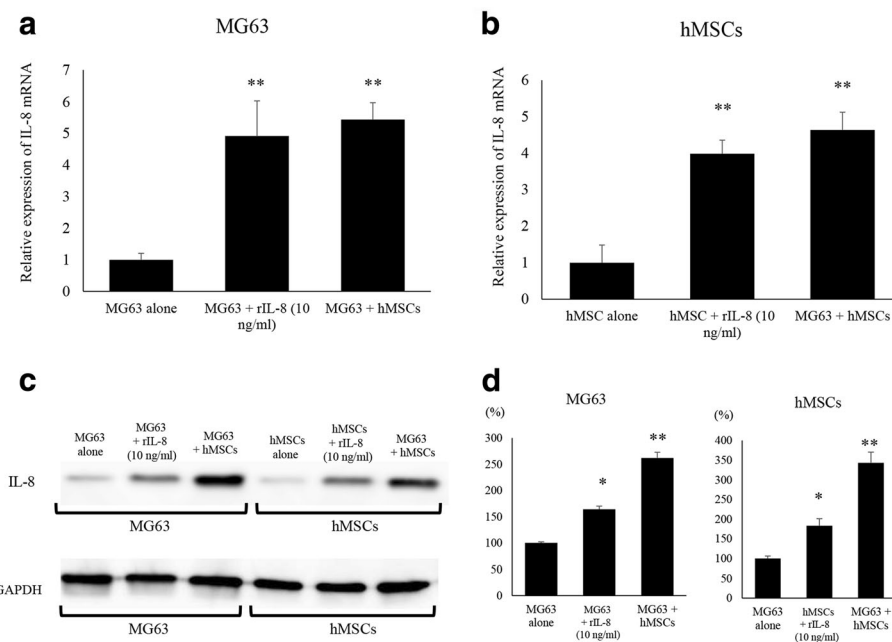 a
MG63
Relative expression of IL-8 mRNA
7
6
5
4
3
2
1
0
**
**
MG63 alone
MG63 + rIL-8 (10
ng/ml)
MG63 + hMSCs
b
hMSCs
Relative expression of IL-8 mRNA
6
5
4
3
2
1
0
**
**
hMSC alone
hMSC + rIL-8 (10
ng/ml)
MG63 + hMSCs
c
MG63
alone
MG63
+ rIL-8
(10 ng/ml)
MG63
+ hMSCs
hMSCs
alone
hMSCs
+ rIL-8
(10 ng/ml)
MG63
+ hMSCs
IL-8
MG63
hMSCs
GAPDH
MG63
hMSCs
d
MG63
(%)
300
250
200
150
100
50
0
*
**
MG63
alone
MG63
+ rIL-8
(10 ng/ml)
MG63 +
hMSCs
hMSCs
(%)
400
350
300
250
200
150
100
50
0
*
**
MG63
alone
hMSCs
+ rIL-8
(10 ng/ml)
MG63 +
hMSCs